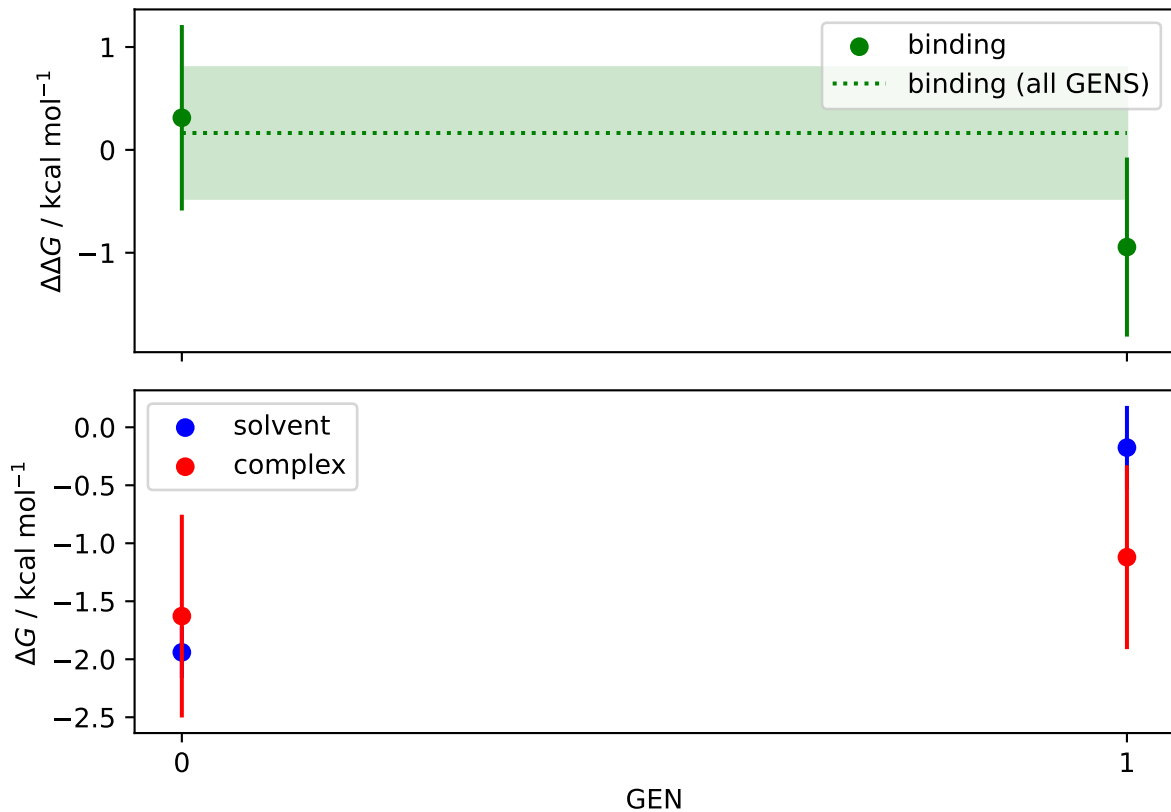 1
0
−1
ΔΔG / kcal mol⁻¹
binding
binding (all GENS)
0.0
−0.5
−1.0
−1.5
−2.0
−2.5
ΔG / kcal mol⁻¹
solvent
complex
0
1
GEN